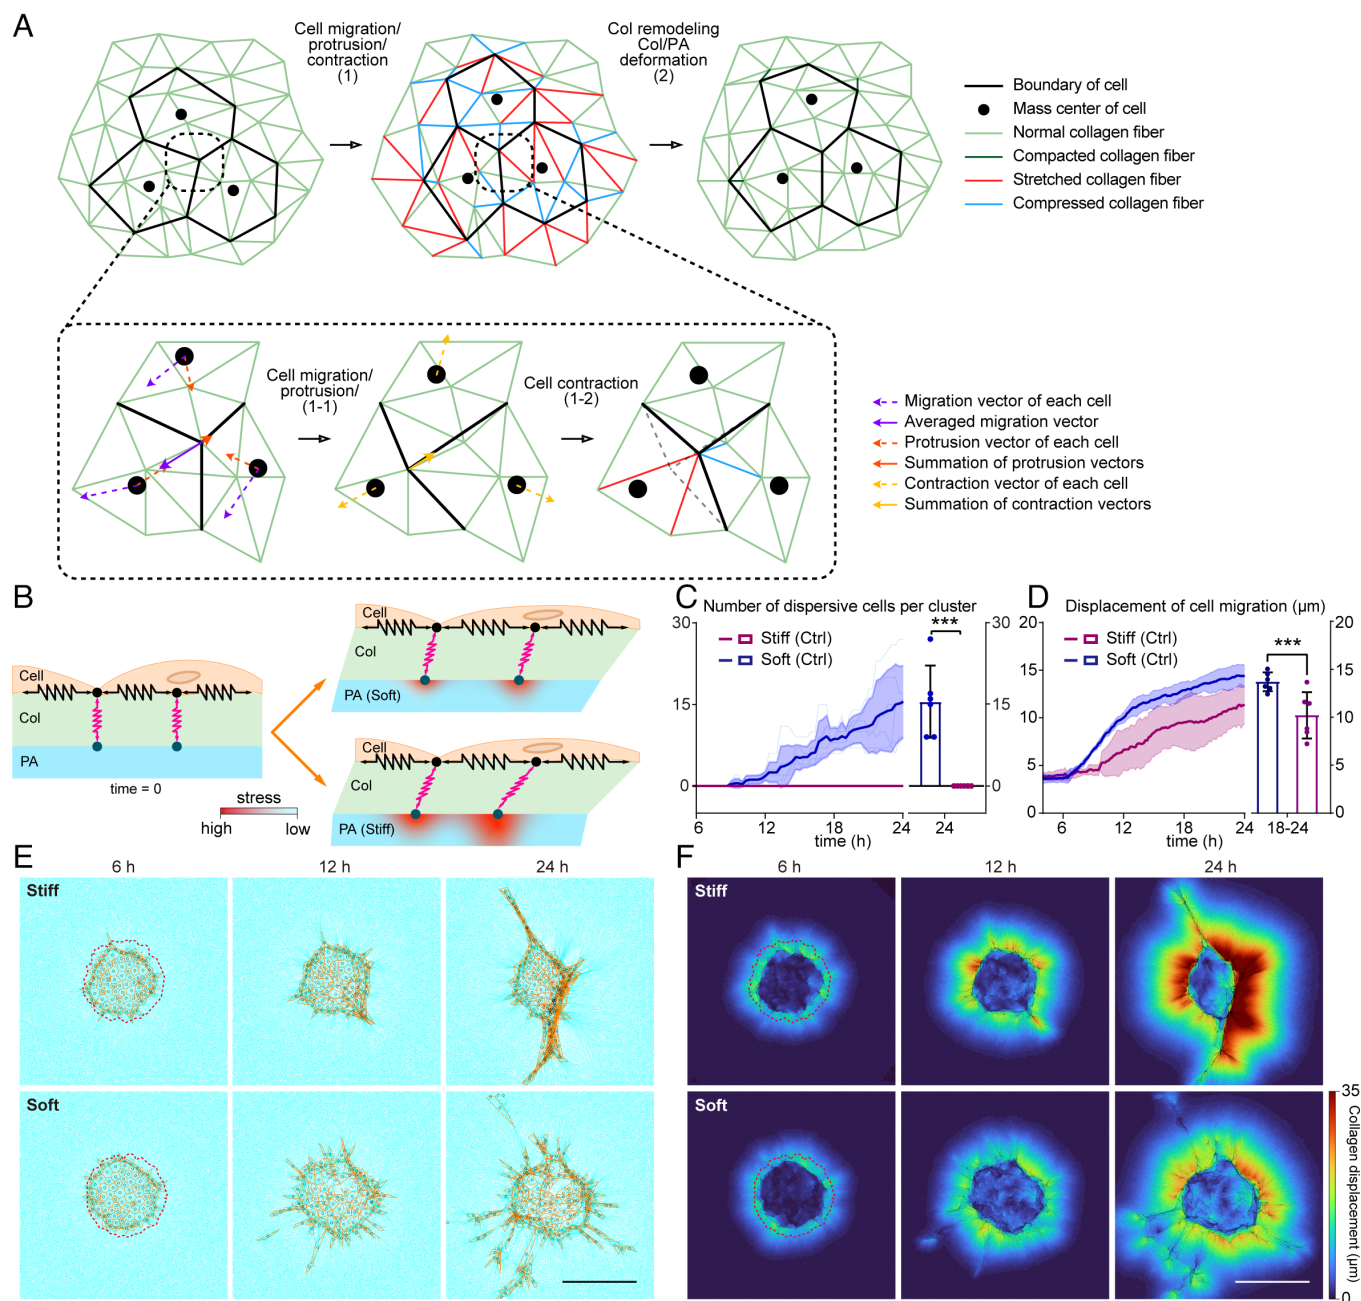 A
Cell migration/
protrusion/
contraction
(1)
Col remodeling
Col/PA
deformation
(2)
Boundary of cell
Mass center of cell
Normal collagen fiber
Compacted collagen fiber
Stretched collagen fiber
Compressed collagen fiber
Cell migration/
protrusion/
(1-1)
Cell contraction
(1-2)
Migration vector of each cell
Averaged migration vector
Protrusion vector of each cell
Summation of protrusion vectors
Contraction vector of each cell
Summation of contraction vectors
B
Cell
Col
PA
time = 0
stress
high
low
Cell
Col
PA (Soft)
Cell
Col
PA (Stiff)
C
Number of dispersive cells per cluster
30
15
0
Stiff (Ctrl)
Soft (Ctrl)
***
30
15
0
6
12
18
24
24
time (h)
D
Displacement of cell migration (μm)
20
15
10
5
0
Stiff (Ctrl)
Soft (Ctrl)
***
20
15
10
5
0
6
12
18
24
18-24
time (h)
E
6 h
12 h
24 h
Stiff
Soft
F
6 h
12 h
24 h
Stiff
Soft
35
Collagen displacement (μm)
0